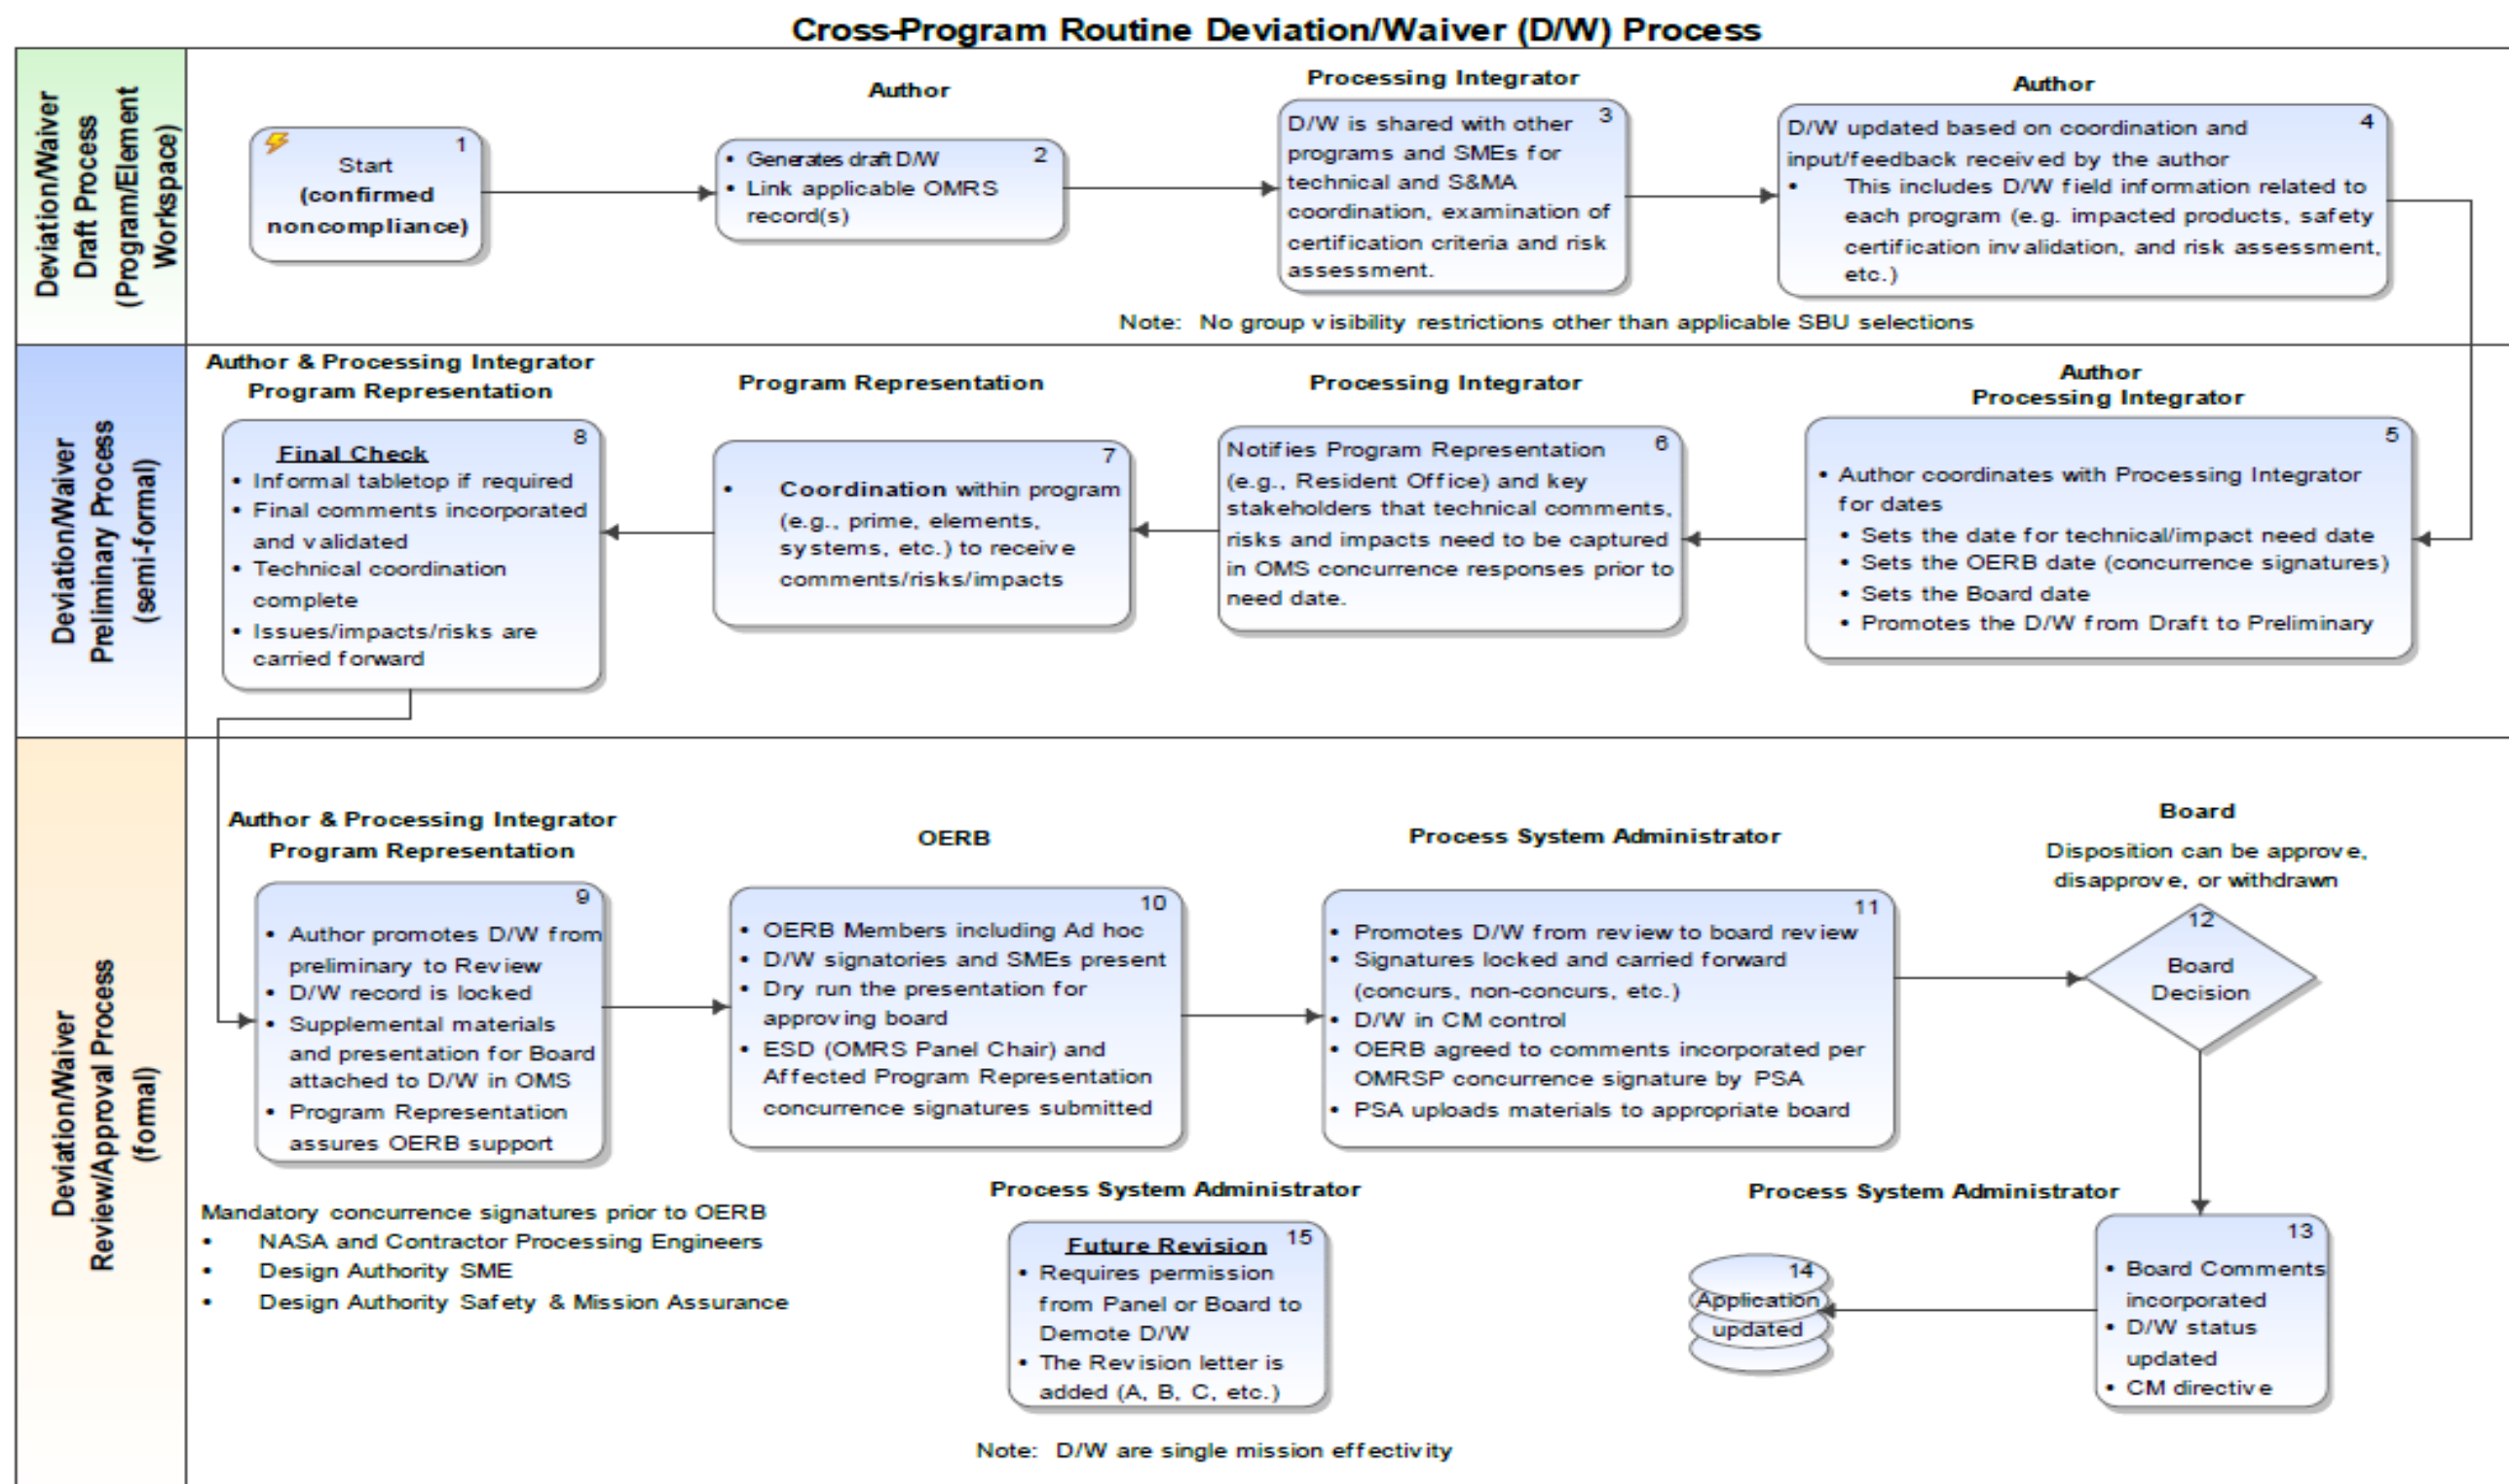 Cross-Program Routine Deviation/Waiver (D/W) Process
Deviation/Waiver
Draft Process
(Program/Element
Workspace)
1
Start
(confirmed
noncompliance)
Author
2
• Generates draft D/W
• Link applicable OMRS
record(s)
Processing Integrator
3
D/W is shared with other
programs and SMEs for
technical and S&MA
coordination, examination of
certification criteria and risk
assessment.
Author
4
D/W updated based on coordination and
input/feedback received by the author
• This includes D/W field information related to
each program (e.g. impacted products, safety
certification invalidation, and risk assessment,
etc.)
Note: No group visibility restrictions other than applicable SBU selections
Deviation/Waiver
Preliminary Process
(semi-formal)
Author
Processing Integrator
5
• Author coordinates with Processing Integrator
for dates
• Sets the date for technical/impact need date
• Sets the OERB date (concurrence signatures)
• Sets the Board date
• Promotes the D/W from Draft to Preliminary
Processing Integrator
6
Notifies Program Representation
(e.g., Resident Office) and key
stakeholders that technical comments,
risks and impacts need to be captured
in OMS concurrence responses prior to
need date.
Program Representation
7
• Coordination within program
(e.g., prime, elements,
systems, etc.) to receive
comments/risks/impacts
Author & Processing Integrator
Program Representation
8
Final Check
• Informal tabletop if required
• Final comments incorporated
and validated
• Technical coordination
complete
• Issues/impacts/risks are
carried forward
Deviation/Waiver
Review/Approval Process
(formal)
Author & Processing Integrator
Program Representation
9
• Author promotes D/W from
preliminary to Review
• D/W record is locked
• Supplemental materials
and presentation for Board
attached to D/W in OMS
• Program Representation
assures OERB support
OERB
10
• OERB Members including Ad hoc
• D/W signatories and SMEs present
• Dry run the presentation for
approving board
• ESD (OMRS Panel Chair) and
Affected Program Representation
concurrence signatures submitted
Process System Administrator
11
• Promotes D/W from review to board review
• Signatures locked and carried forward
(concurs, non-concurs, etc.)
• D/W in CM control
• OERB agreed to comments incorporated per
OMRSP concurrence signature by PSA
• PSA uploads materials to appropriate board
Board
Disposition can be approve,
disapprove, or withdrawn
12
Board
Decision
Mandatory concurrence signatures prior to OERB
• NASA and Contractor Processing Engineers
• Design Authority SME
• Design Authority Safety & Mission Assurance
Process System Administrator
13
• Board Comments
incorporated
• D/W status
updated
• CM directive
14
Application
updated
Process System Administrator
Future Revision 15
• Requires permission
from Panel or Board to
Demote D/W
• The Revision letter is
added (A, B, C, etc.)
Note: D/W are single mission effectivity